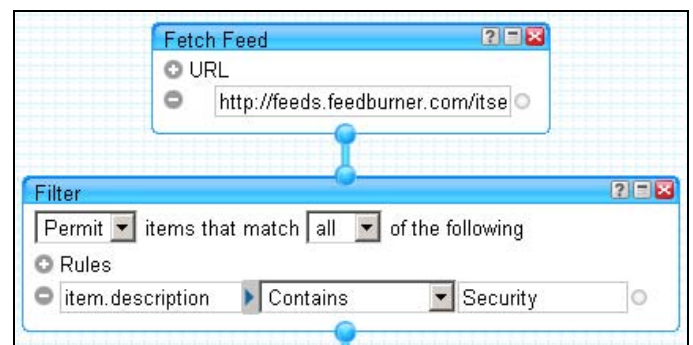 Fetch Feed
URL
http://feeds.feedburner.com/itse
Filter
Permit items that match all of the following
Rules
item.description Contains Security